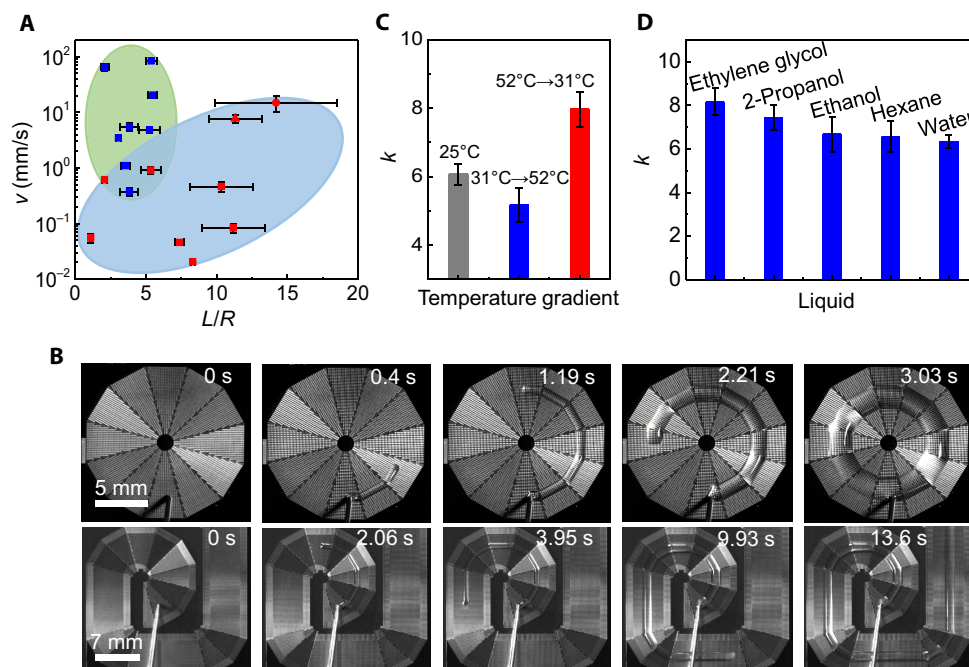 A
v (mm/s)
10²
10¹
10⁰
10⁻¹
10⁻²
0 5 10 15 20
L/R
C
k
10
8
6
4
25°C
31°C→52°C
52°C→31°C
Temperature gradient
D
k
10
8
6
4
2
0
Ethylene glycol
2-Propanol
Ethanol
Hexane
Water
Liquid
B
0 s 0.4 s 1.19 s 2.21 s 3.03 s
5 mm
0 s 2.06 s 3.95 s 9.93 s 13.6 s
7 mm